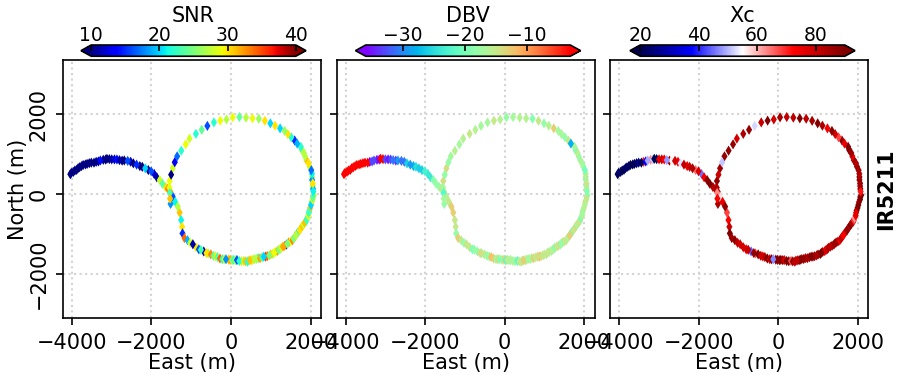 SNR DBV Xc
10 20 30 40 −30 −20 −10 20 40 60 80
North (m)
2000
0
−2000
−4000 −2000 0 2000 −4000 −2000 0 2000 −4000 −2000 0 2000
East (m) East (m) East (m)
IR5211